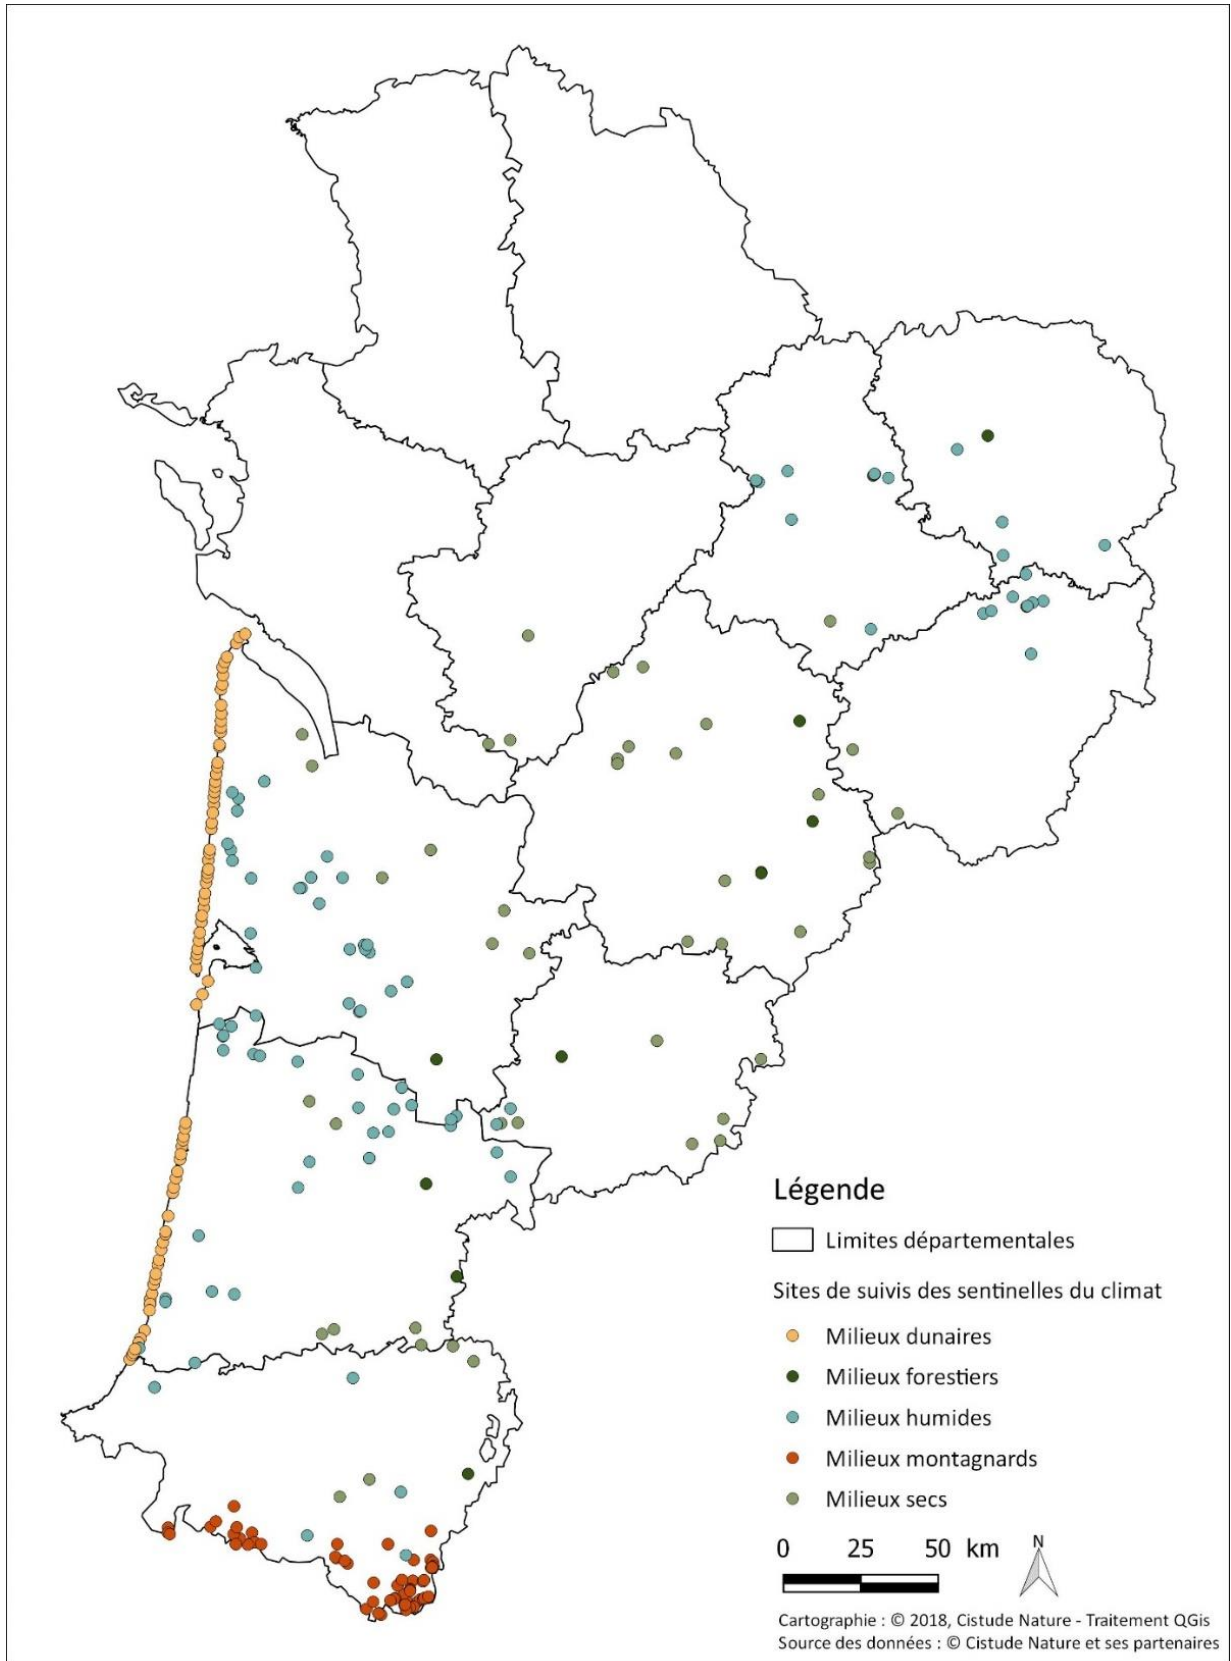 Légende
Limites départementales
Sites de suivis des sentinelles du climat
Milieux dunaires
Milieux forestiers
Milieux humides
Milieux montagnards
Milieux secs
0 25 50 km
N
Cartographie : © 2018, Cistude Nature - Traitement QGis
Source des données : © Cistude Nature et ses partenaires